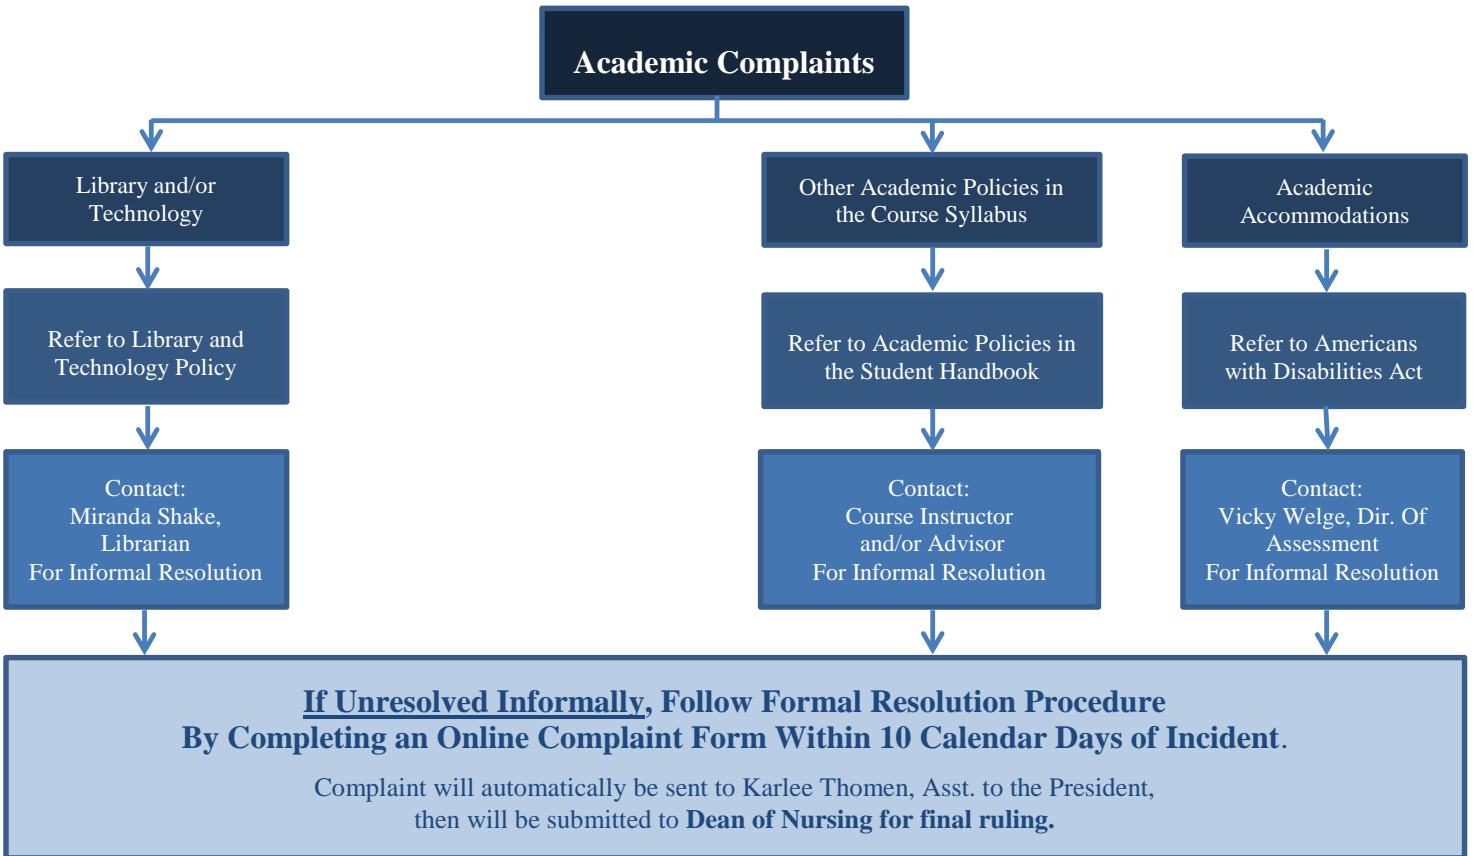 Academic Complaints
Library and/or
Technology
Other Academic Policies in
the Course Syllabus
Academic
Accommodations
Refer to Library and
Technology Policy
Refer to Academic Policies in
the Student Handbook
Refer to Americans
with Disabilities Act
Contact:
Miranda Shake,
Librarian
For Informal Resolution
Contact:
Course Instructor
and/or Advisor
For Informal Resolution
Contact:
Vicky Welge, Dir. Of
Assessment
For Informal Resolution
If Unresolved Informally, Follow Formal Resolution Procedure
By Completing an Online Complaint Form Within 10 Calendar Days of Incident.
Complaint will automatically be sent to Karlee Thomen, Asst. to the President,
then will be submitted to Dean of Nursing for final ruling.